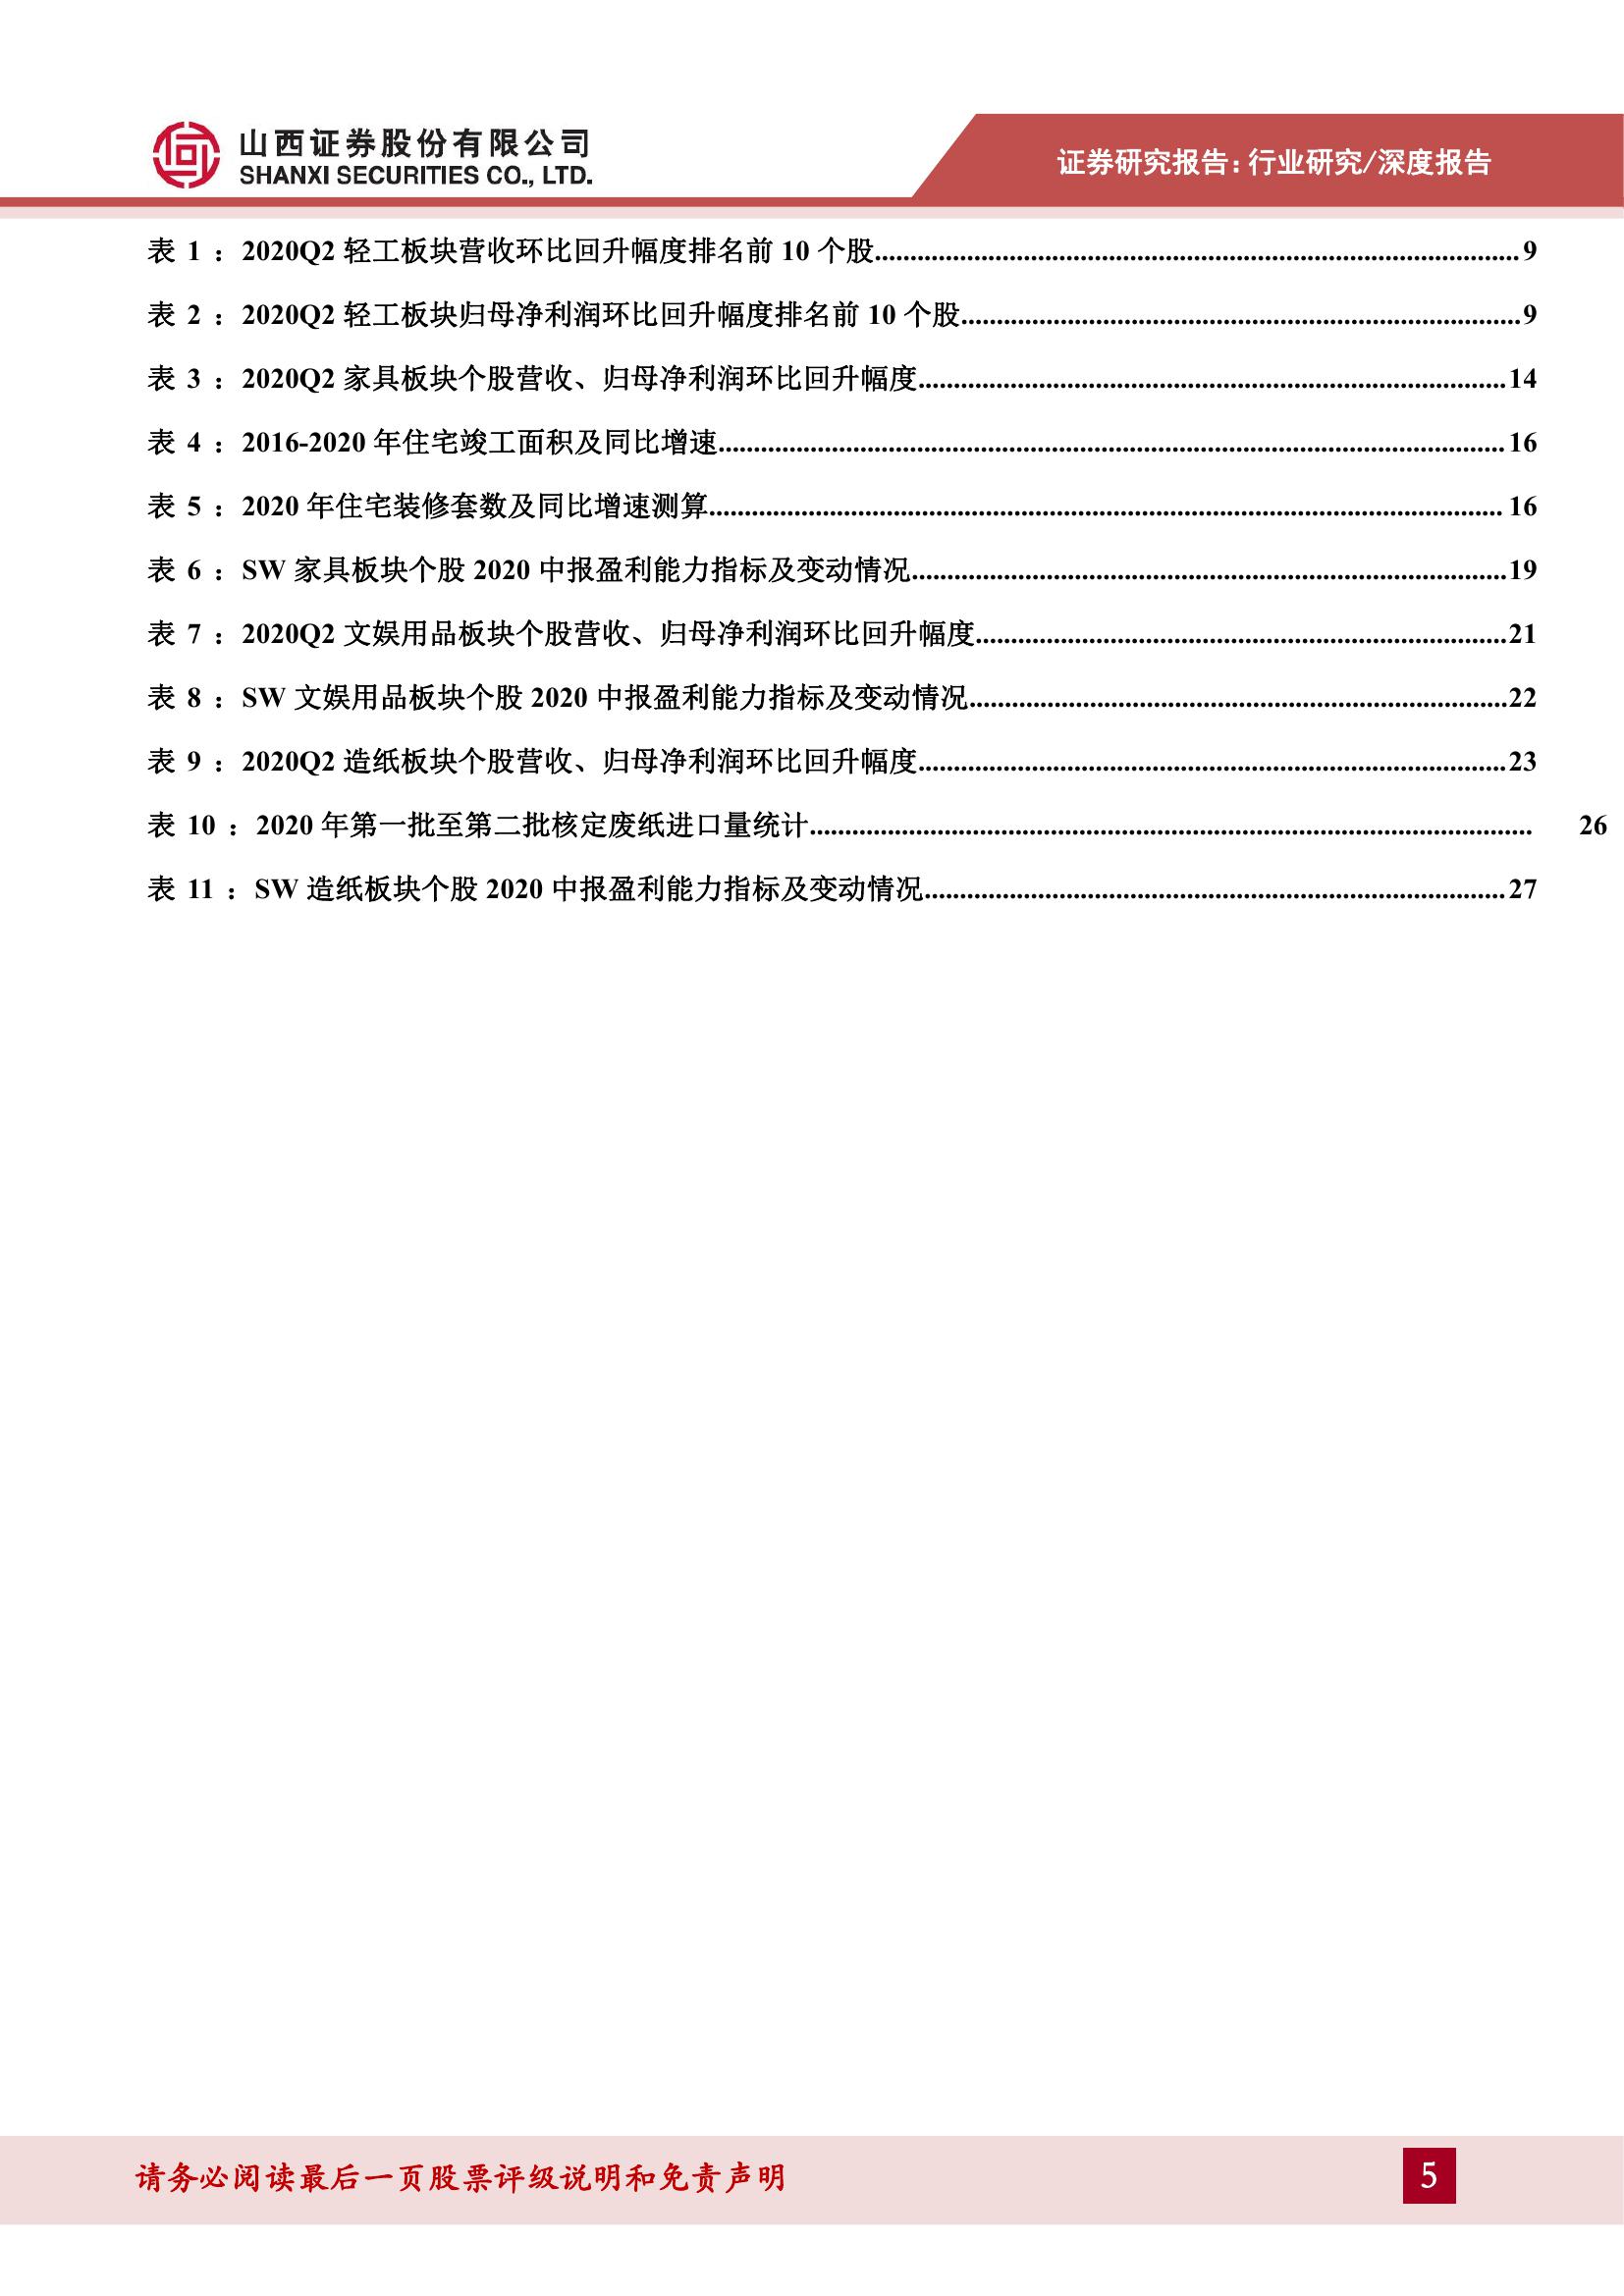 山西证券股份有限公司
SHANXI SECURITIES CO., LTD.
证券研究报告：行业研究/深度报告
表 1 ：2020Q2 轻工板块营收环比回升幅度排名前 10 个股........................................9
表 2 ：2020Q2 轻工板块归母净利润环比回升幅度排名前 10 个股........................................9
表 3 ：2020Q2 家具板块个股营收、归母净利润环比回升幅度........................................14
表 4 ：2016-2020 年住宅竣工面积及同比增速........................................16
表 5 ：2020 年住宅装修套数及同比增速测算........................................16
表 6 ：SW 家具板块个股 2020 中报盈利能力指标及变动情况........................................19
表 7 ：2020Q2 文娱用品板块个股营收、归母净利润环比回升幅度........................................21
表 8 ：SW 文娱用品板块个股 2020 中报盈利能力指标及变动情况........................................22
表 9 ：2020Q2 造纸板块个股营收、归母净利润环比回升幅度........................................23
表 10 ：2020 年第一批至第二批核定废纸进口量统计........................................ 26
表 11 ：SW 造纸板块个股 2020 中报盈利能力指标及变动情况........................................27
请务必阅读最后一页股票评级说明和免责声明
5